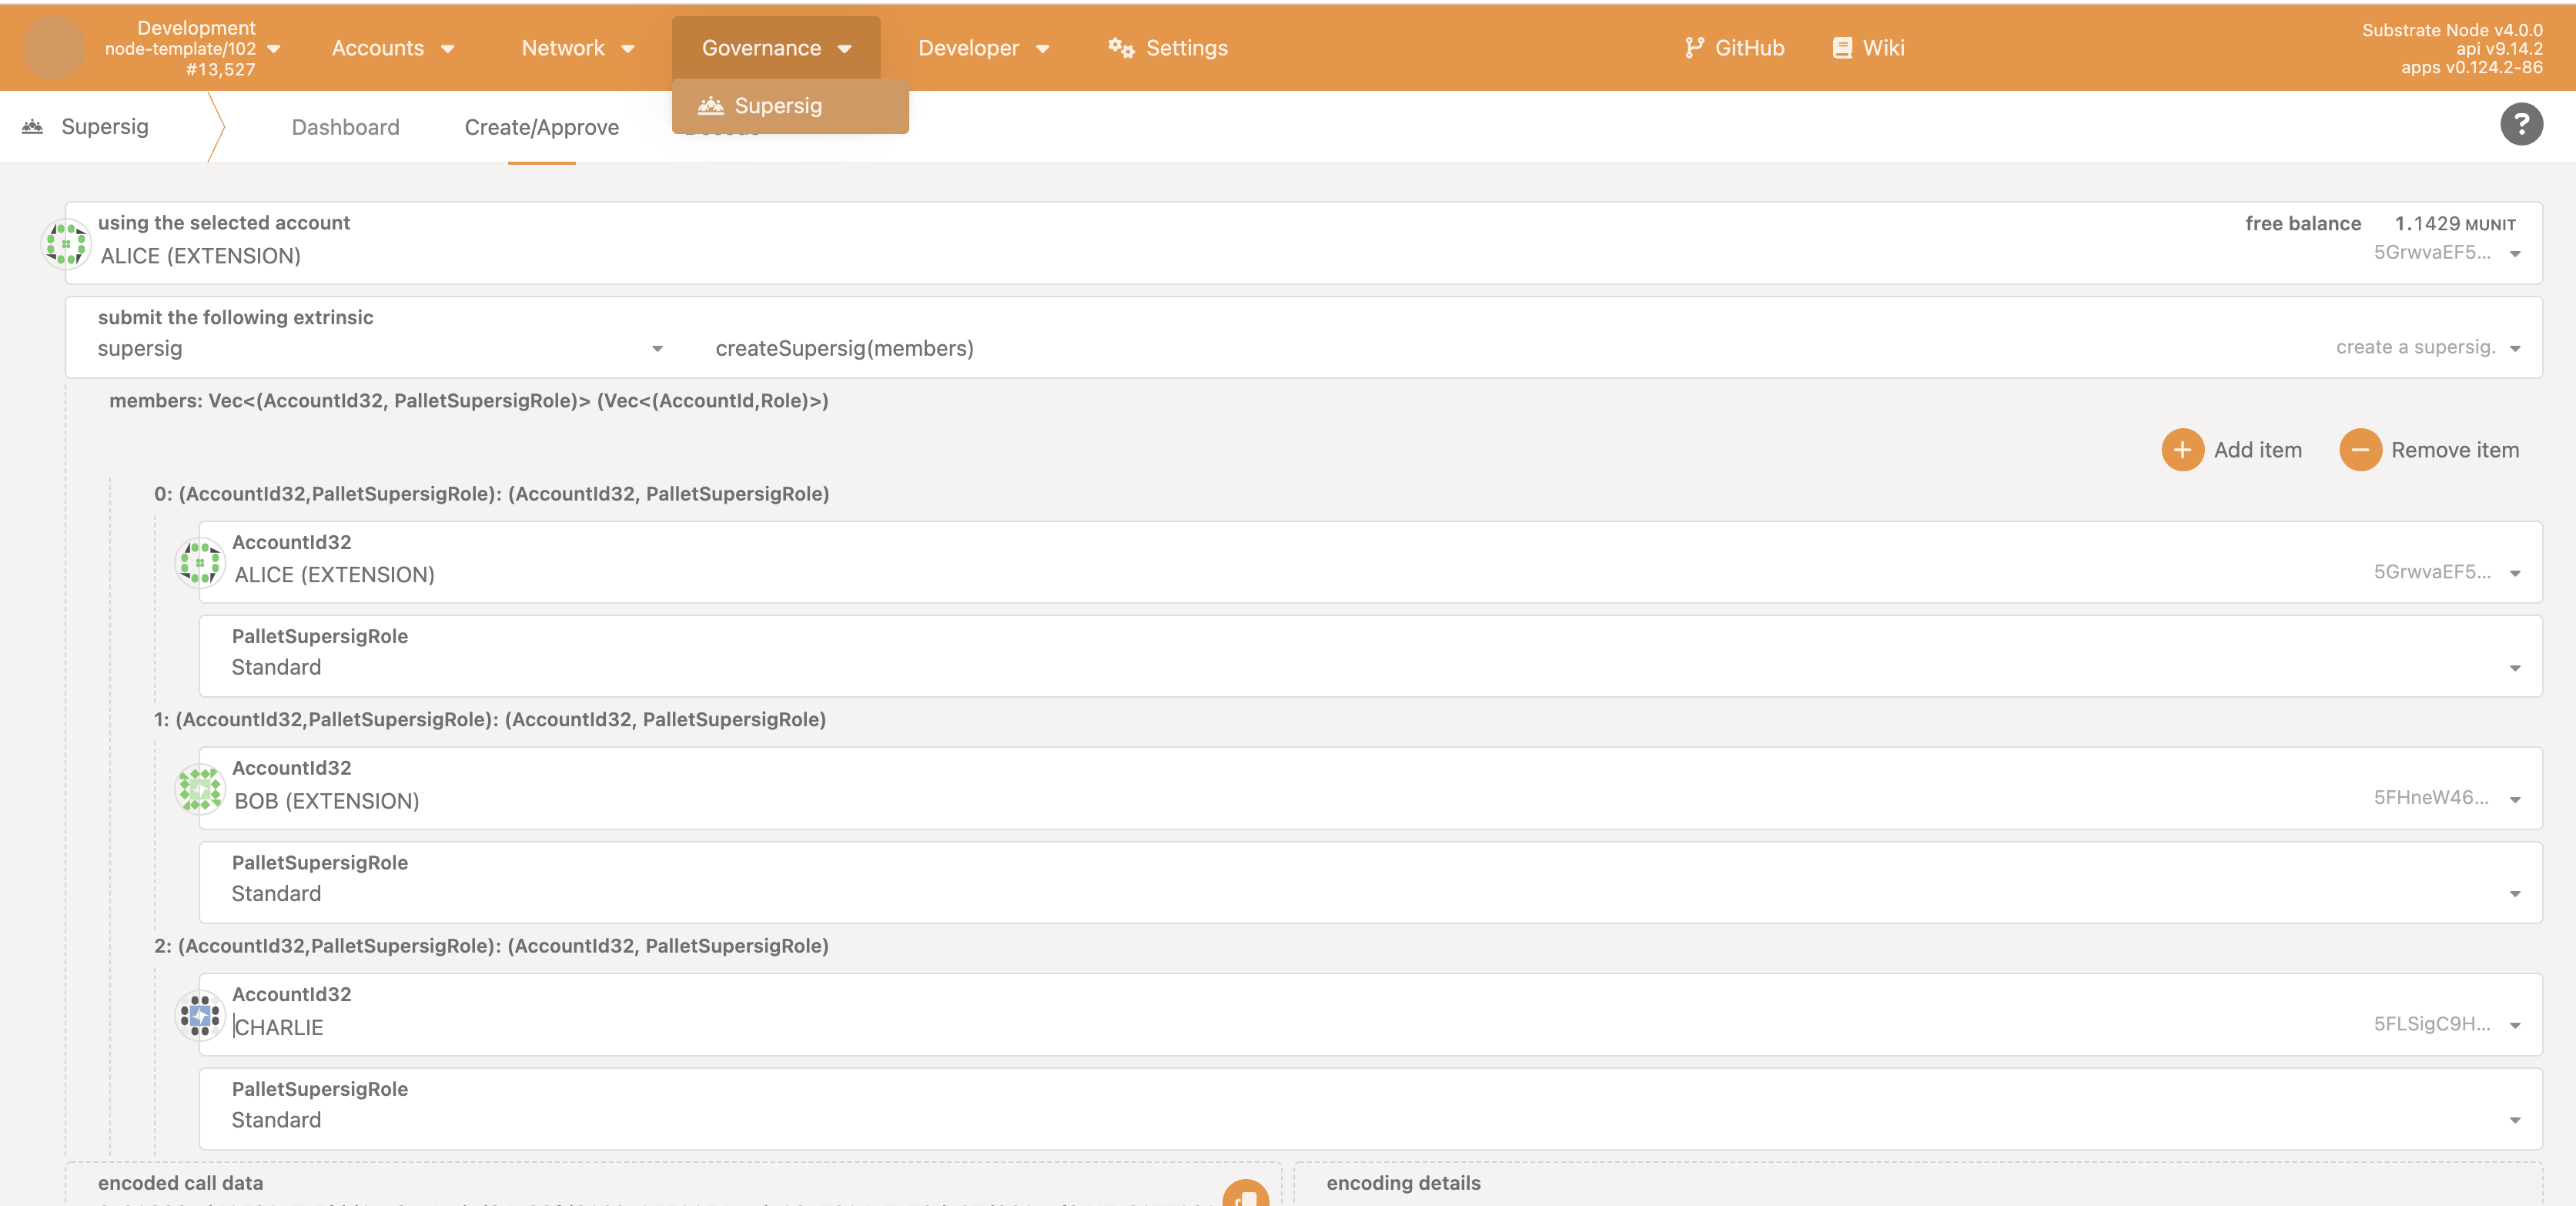 Development
node-template/102
#13,527
Accounts
Network
Governance
Developer
Settings
GitHub
Wiki
Substrate Node v4.0.0
api v9.14.2
apps v0.124.2-86
Supersig
Supersig
Dashboard
Create/Approve
?
using the selected account
free balance 1.1429 MUNIT
ALICE (EXTENSION)
5GrwvaEF5...
submit the following extrinsic
supersig
createSupersig(members)
create a supersig.
members: Vec<(AccountId32, PalletSupersigRole)> (Vec<(AccountId,Role)>)
Add item
Remove item
0: (AccountId32,PalletSupersigRole): (AccountId32, PalletSupersigRole)
AccountId32
ALICE (EXTENSION)
5GrwvaEF5...
PalletSupersigRole
Standard
1: (AccountId32,PalletSupersigRole): (AccountId32, PalletSupersigRole)
AccountId32
BOB (EXTENSION)
5FHneW46...
PalletSupersigRole
Standard
2: (AccountId32,PalletSupersigRole): (AccountId32, PalletSupersigRole)
AccountId32
CHARLIE
5FLSigC9H...
PalletSupersigRole
Standard
encoded call data
encoding details